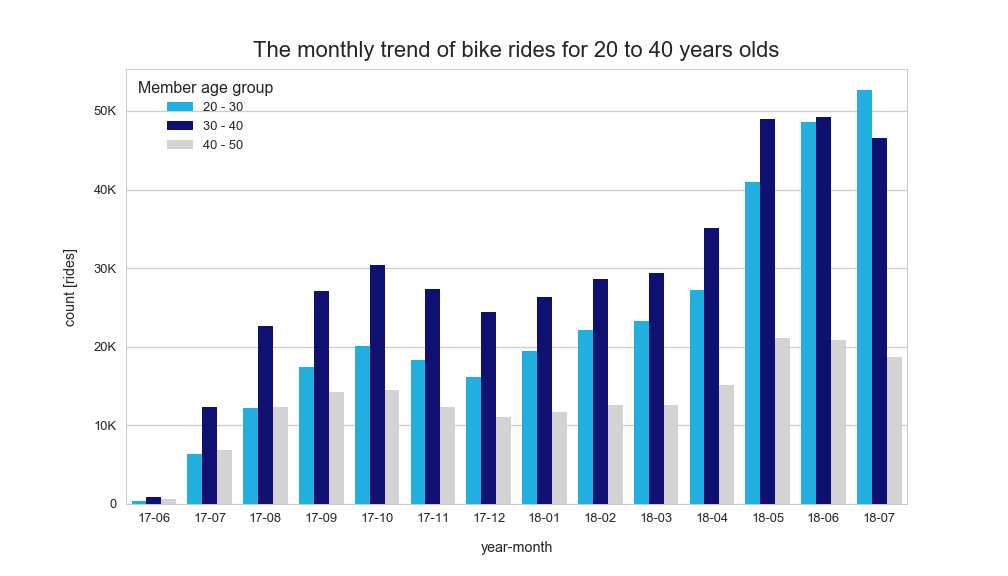 The monthly trend of bike rides for 20 to 40 years olds
Member age group
20 - 30
30 - 40
40 - 50
50K
40K
30K
20K
10K
0
count [rides]
17-06 17-07 17-08 17-09 17-10 17-11 17-12 18-01 18-02 18-03 18-04 18-05 18-06 18-07
year-month